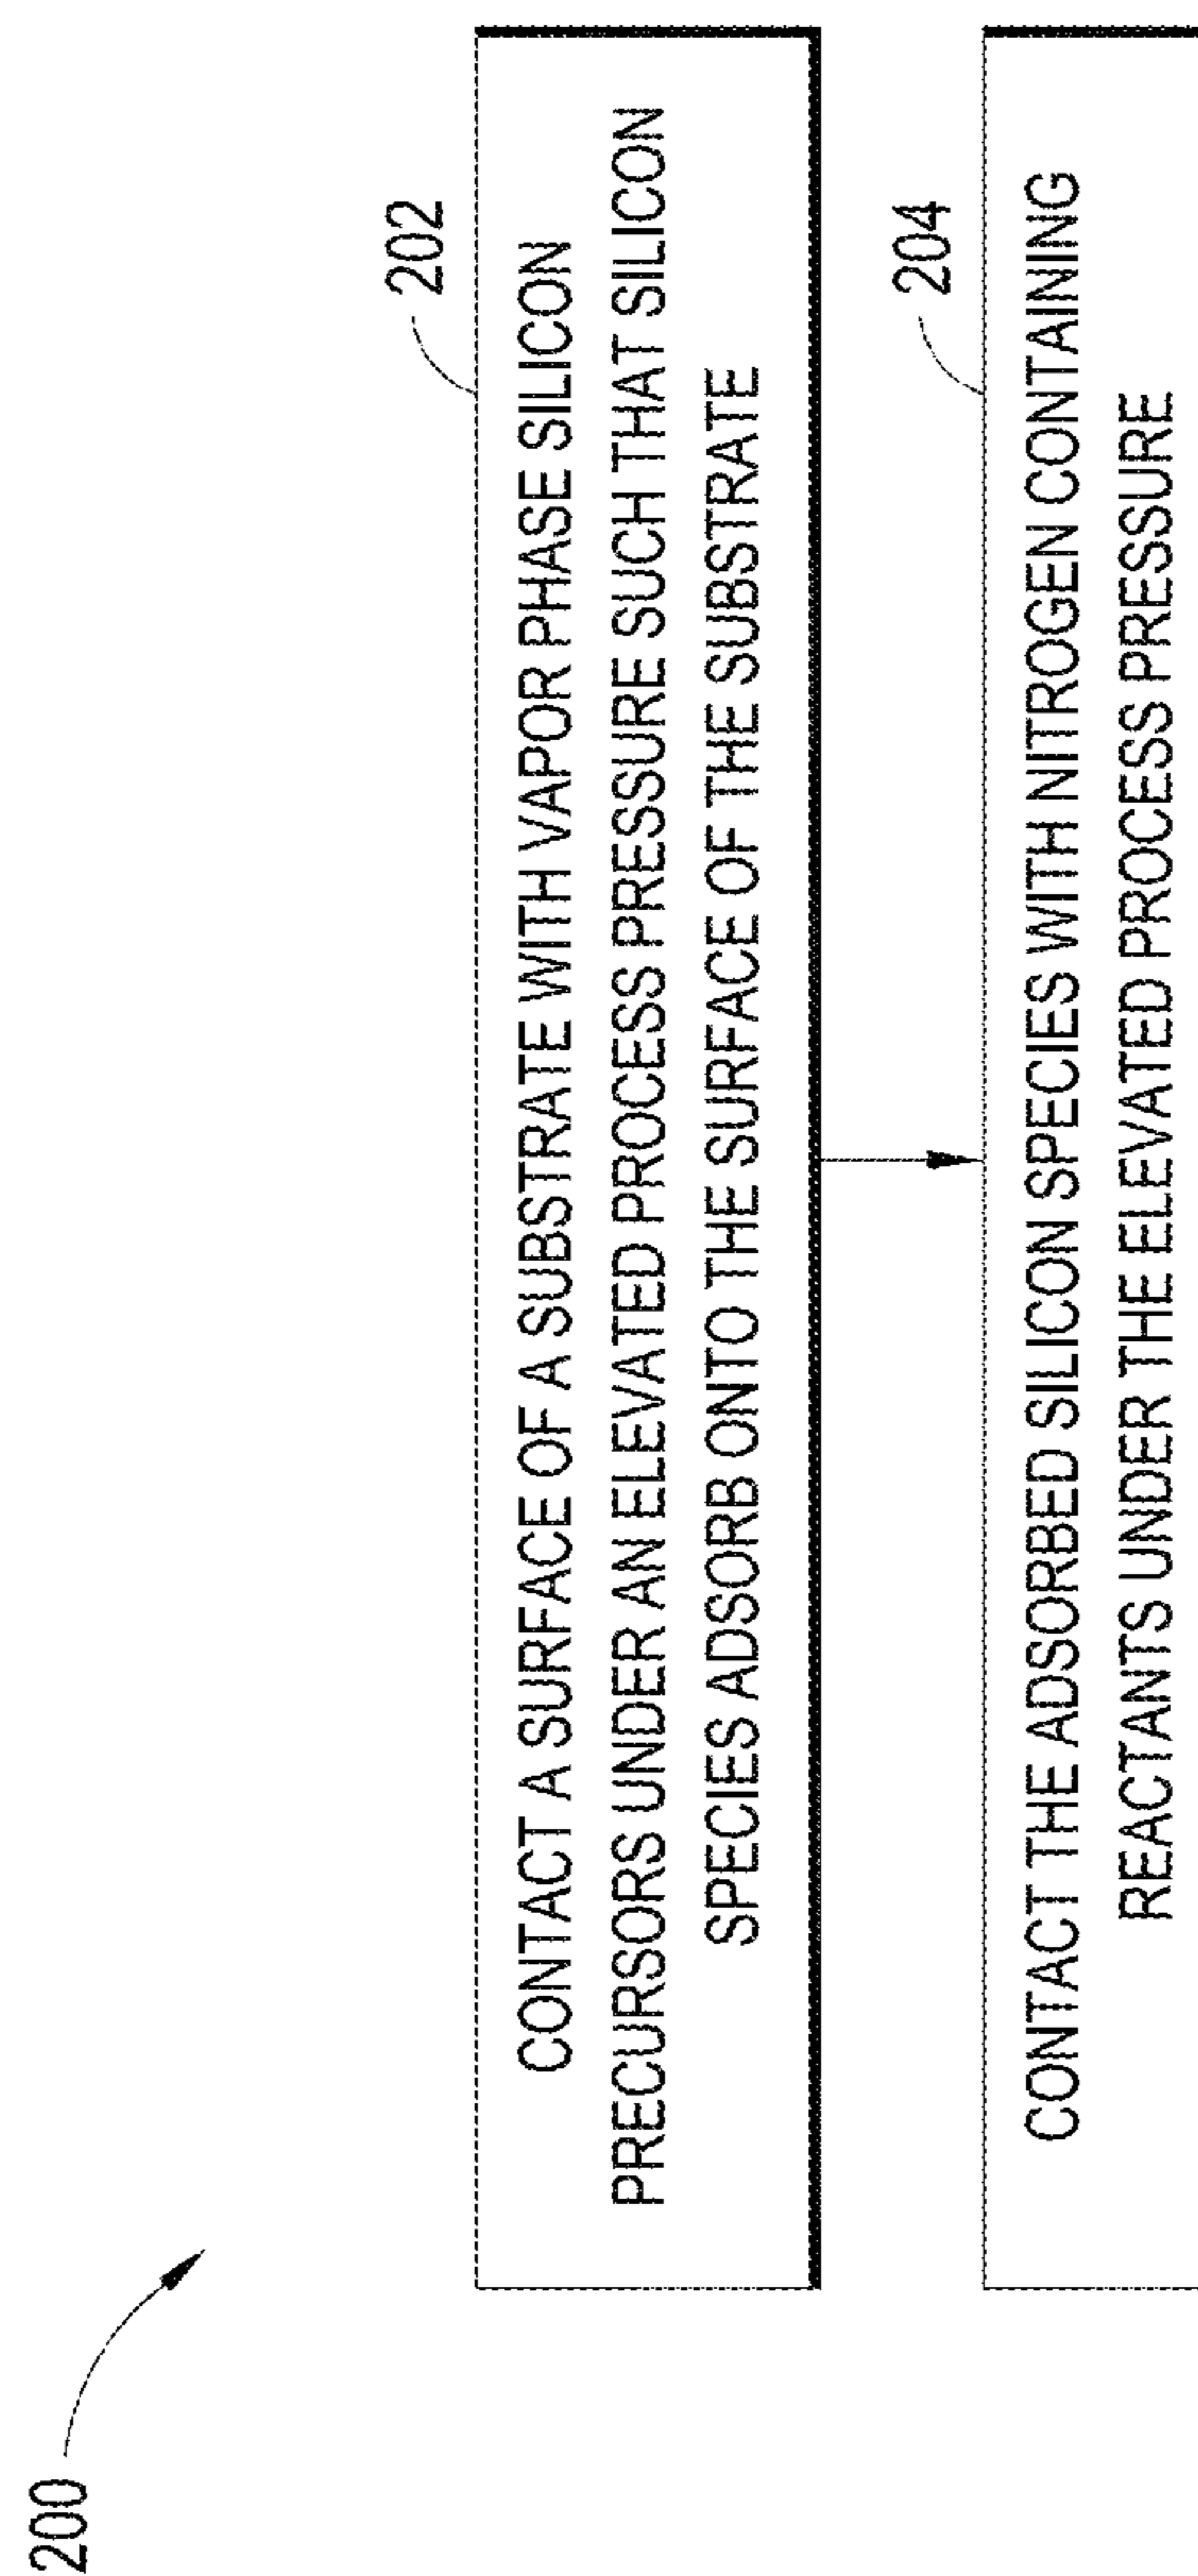 200
202
CONTACT A SURFACE OF A SUBSTRATE WITH VAPOR PHASE SILICON
PRECURSORS UNDER AN ELEVATED PROCESS PRESSURE SUCH THAT SILICON
SPECIES ADSORB ONTO THE SURFACE OF THE SUBSTRATE
204
CONTACT THE ADSORBED SILICON SPECIES WITH NITROGEN CONTAINING
REACTANTS UNDER THE ELEVATED PROCESS PRESSURE